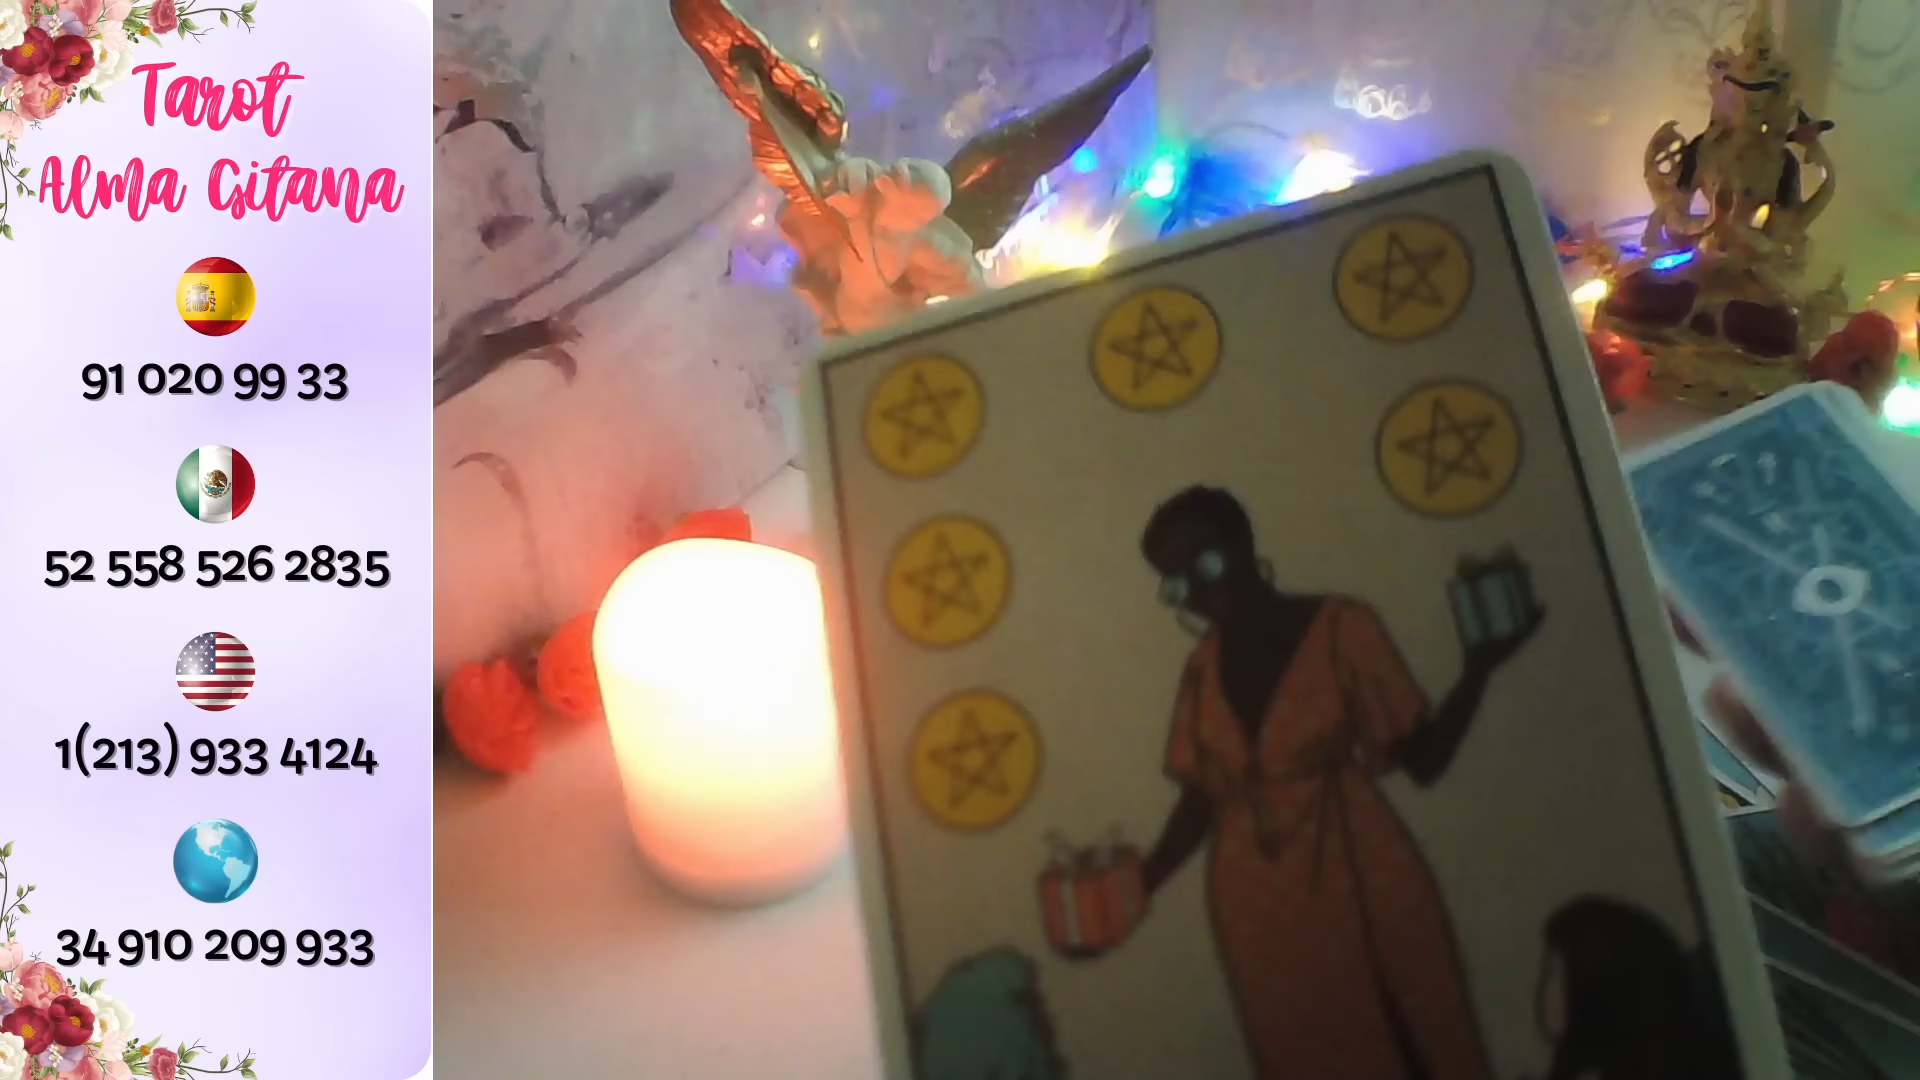 Tarot
Alma Gitana
91 020 99 33
52 558 526 2835
1(213) 933 4124
34 910 209 933